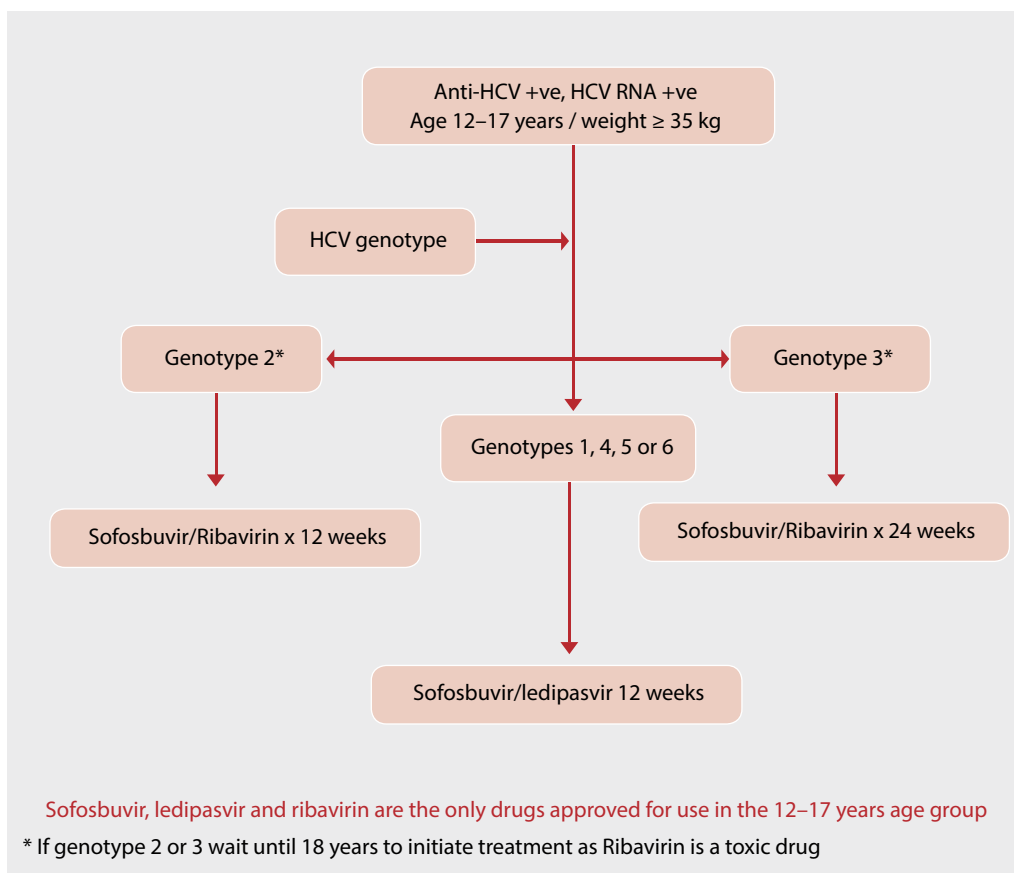 Anti-HCV +ve, HCV RNA +ve
Age 12–17 years / weight ≥ 35 kg
HCV genotype
Genotype 2*
Genotype 3*
Genotypes 1, 4, 5 or 6
Sofosbuvir/Ribavirin x 12 weeks
Sofosbuvir/Ribavirin x 24 weeks
Sofosbuvir/ledipasvir 12 weeks
Sofosbuvir, ledipasvir and ribavirin are the only drugs approved for use in the 12–17 years age group
* If genotype 2 or 3 wait until 18 years to initiate treatment as Ribavirin is a toxic drug